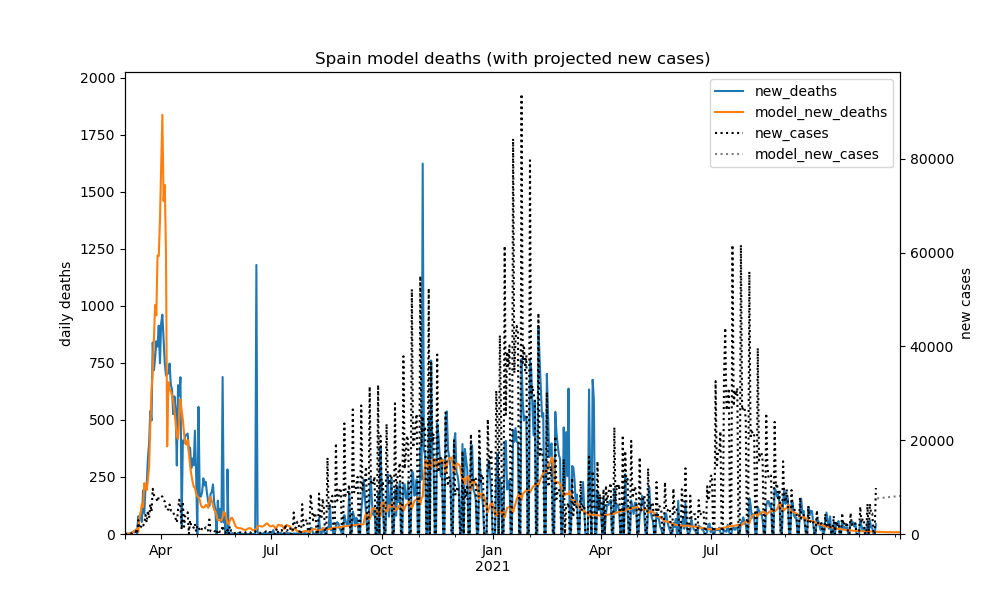 Spain model deaths (with projected new cases)
new_deaths
model_new_deaths
new_cases
model_new_cases
daily deaths
2000
1750
1500
1250
1000
750
500
250
0
new cases
80000
60000
40000
20000
0
Apr
Jul
Oct
Jan
2021
Apr
Jul
Oct